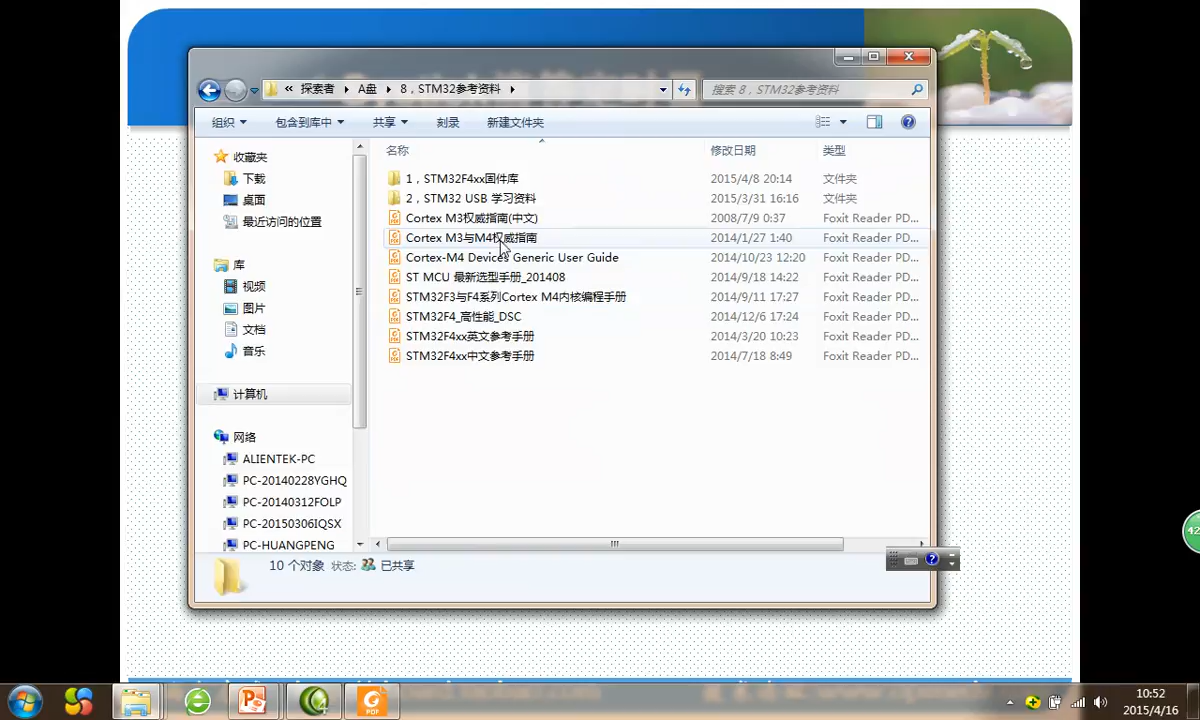 « 探索者 ▸ A盘 ▸ 8，STM32参考资料 ▸
搜索 8，STM32参考资料
组织 包含到库中 共享 刻录 新建文件夹
名称 修改日期 类型
收藏夹
下载
桌面
最近访问的位置
库
视频
图片
文档
音乐
计算机
网络
ALIENTEK-PC
PC-20140228YGHQ
PC-20140312FOLP
PC-20150306IQSX
PC-HUANGPENG
1，STM32F4xx固件库 2015/4/8 20:14 文件夹
2，STM32 USB 学习资料 2015/3/31 16:16 文件夹
Cortex M3权威指南(中文) 2008/7/9 0:37 Foxit Reader PD...
Cortex M3与M4权威指南 2014/1/27 1:40 Foxit Reader PD...
Cortex-M4 Devices Generic User Guide 2014/10/23 12:20 Foxit Reader PD...
ST MCU 最新选型手册_201408 2014/9/18 14:22 Foxit Reader PD...
STM32F3与F4系列Cortex M4内核编程手册 2014/9/11 17:27 Foxit Reader PD...
STM32F4_高性能_DSC 2014/12/6 17:24 Foxit Reader PD...
STM32F4xx英文参考手册 2014/3/20 10:23 Foxit Reader PD...
STM32F4xx中文参考手册 2014/7/18 8:49 Foxit Reader PD...
10 个对象 状态: 已共享
42
10:52
2015/4/16